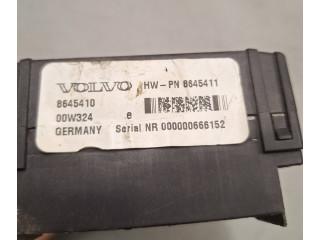 VOLVO HW-PN 8645411
8645410
00W324 e
GERMANY Serial NR 000000666152